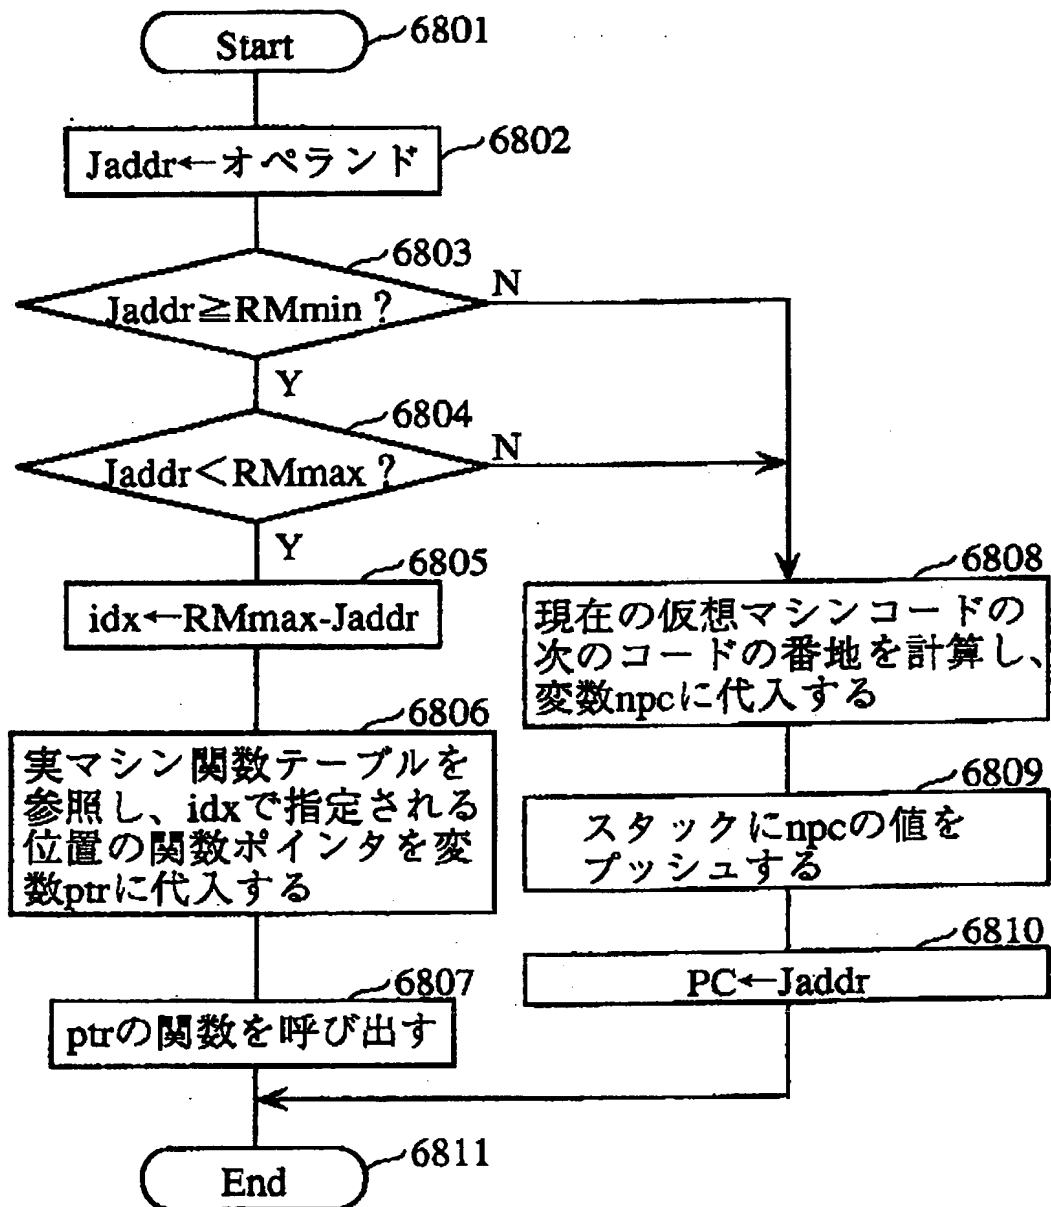 Start
6801
Jaddr←オペランド
6802
6803
Jaddr≧RMmin?
N
Y
6804
Jaddr＜RMmax?
N
Y
6805
idx←RMmax-Jaddr
6806
実マシン関数テーブルを
参照し、idxで指定される
位置の関数ポインタを変
数ptrに代入する
6807
ptrの関数を呼び出す
6808
現在の仮想マシンコードの
次のコードの番地を計算し、
変数npcに代入する
6809
スタックにnpcの値を
プッシュする
6810
PC←Jaddr
End
6811